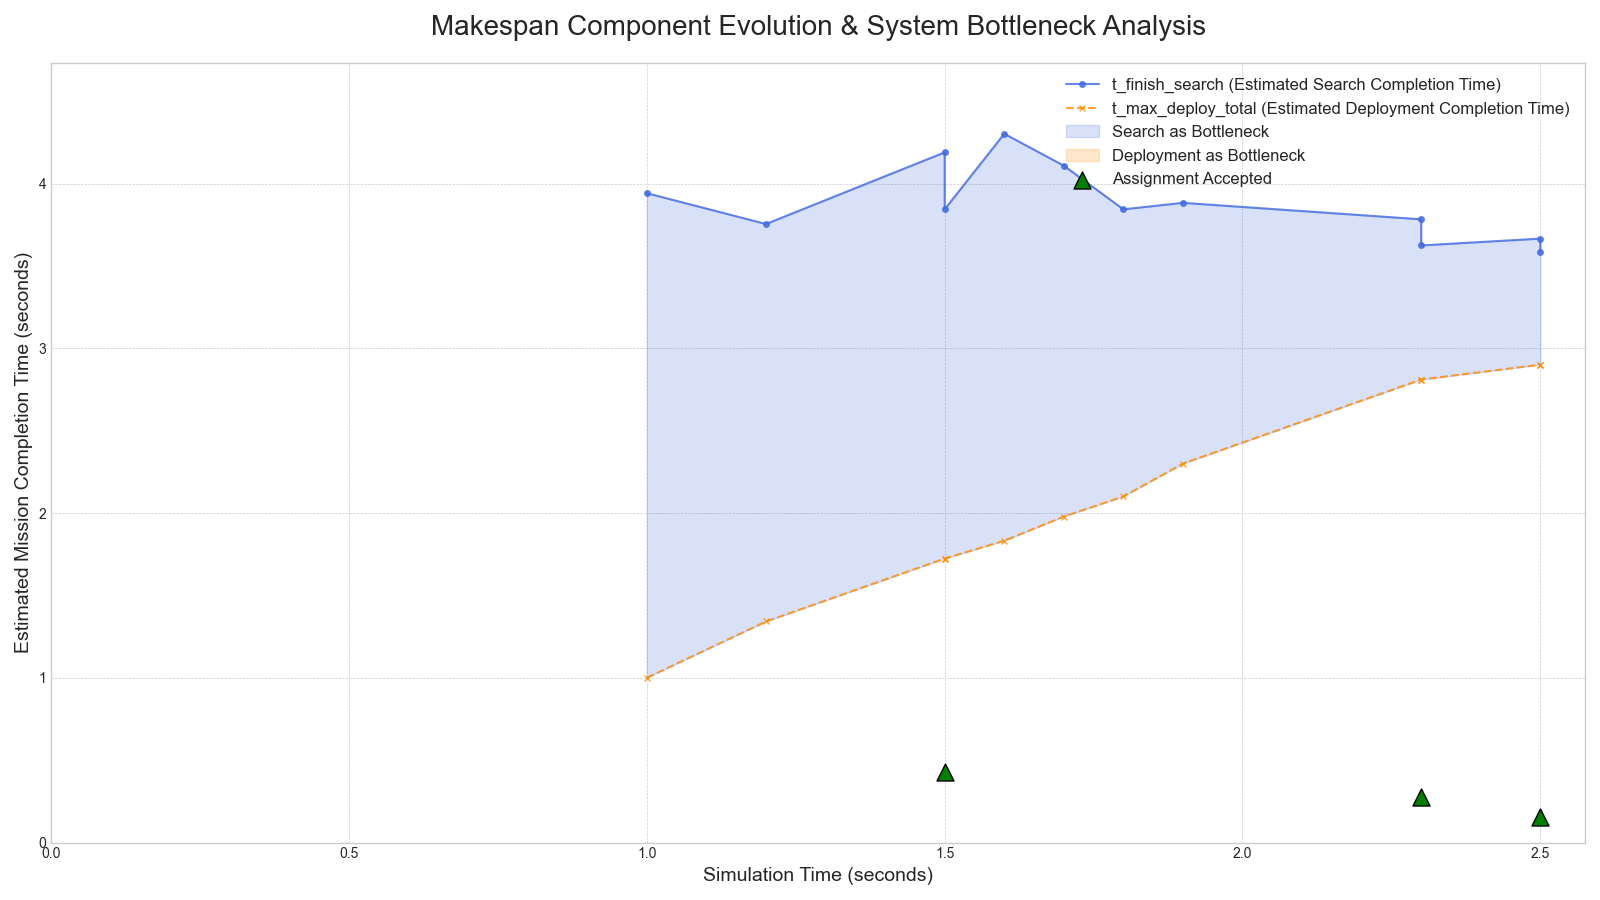 Makespan Component Evolution & System Bottleneck Analysis
t_finish_search (Estimated Search Completion Time)
t_max_deploy_total (Estimated Deployment Completion Time)
Search as Bottleneck
Deployment as Bottleneck
Assignment Accepted
Estimated Mission Completion Time (seconds)
4
3
2
1
0
0.0 0.5 1.0 1.5 2.0 2.5
Simulation Time (seconds)